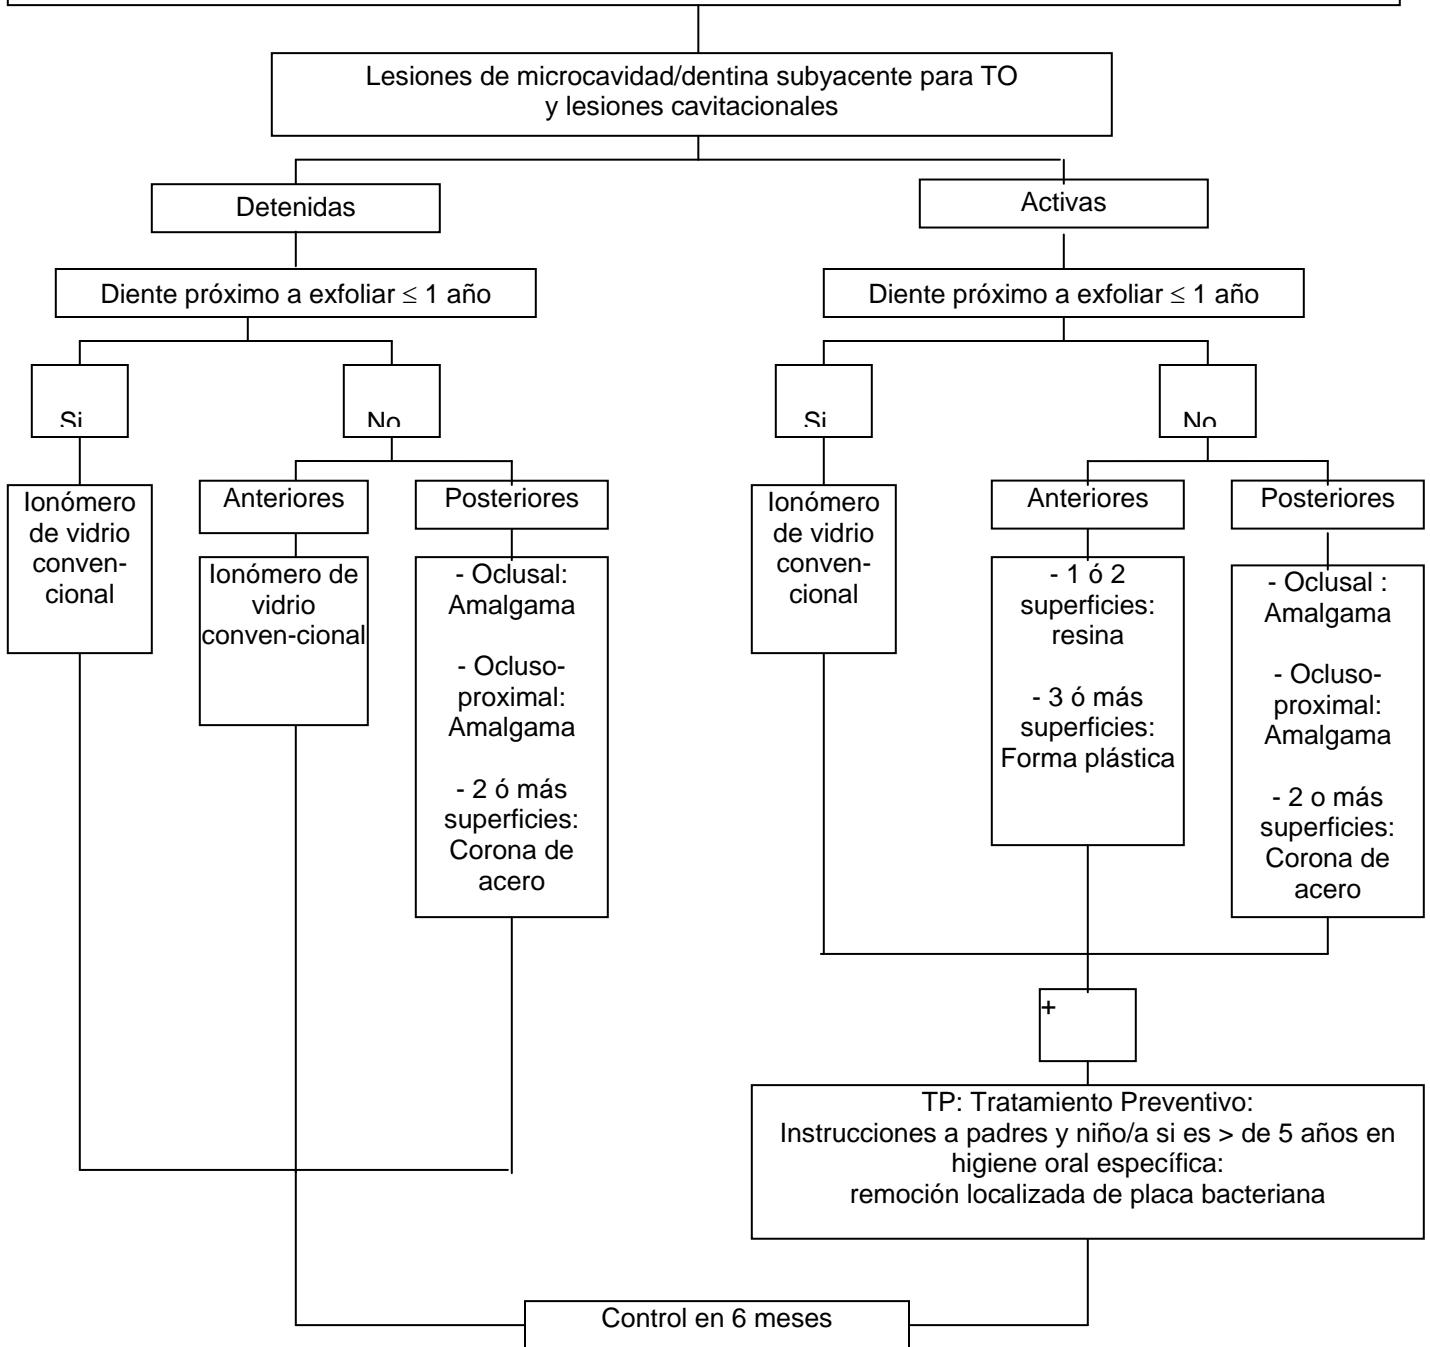 Lesiones de microcavidad/dentina subyacente para TO
y lesiones cavitacionales
Detenidas
Activas
Diente próximo a exfoliar ≤ 1 año
Diente próximo a exfoliar ≤ 1 año
Si
No
Si
No
Ionómero
de vidrio
conven-
cional
Anteriores
Ionómero de
vidrio
conven-cional
Posteriores
- Oclusal:
Amalgama
- Ocluso-
proximal:
Amalgama
- 2 ó más
superficies:
Corona de
acero
Ionómero
de vidrio
conven-
cional
Anteriores
- 1 ó 2
superficies:
resina
- 3 ó más
superficies:
Forma plástica
Posteriores
- Oclusal :
Amalgama
- Ocluso-
proximal:
Amalgama
- 2 o más
superficies:
Corona de
acero
+
TP: Tratamiento Preventivo:
Instrucciones a padres y niño/a si es > de 5 años en
higiene oral específica:
remoción localizada de placa bacteriana
Control en 6 meses